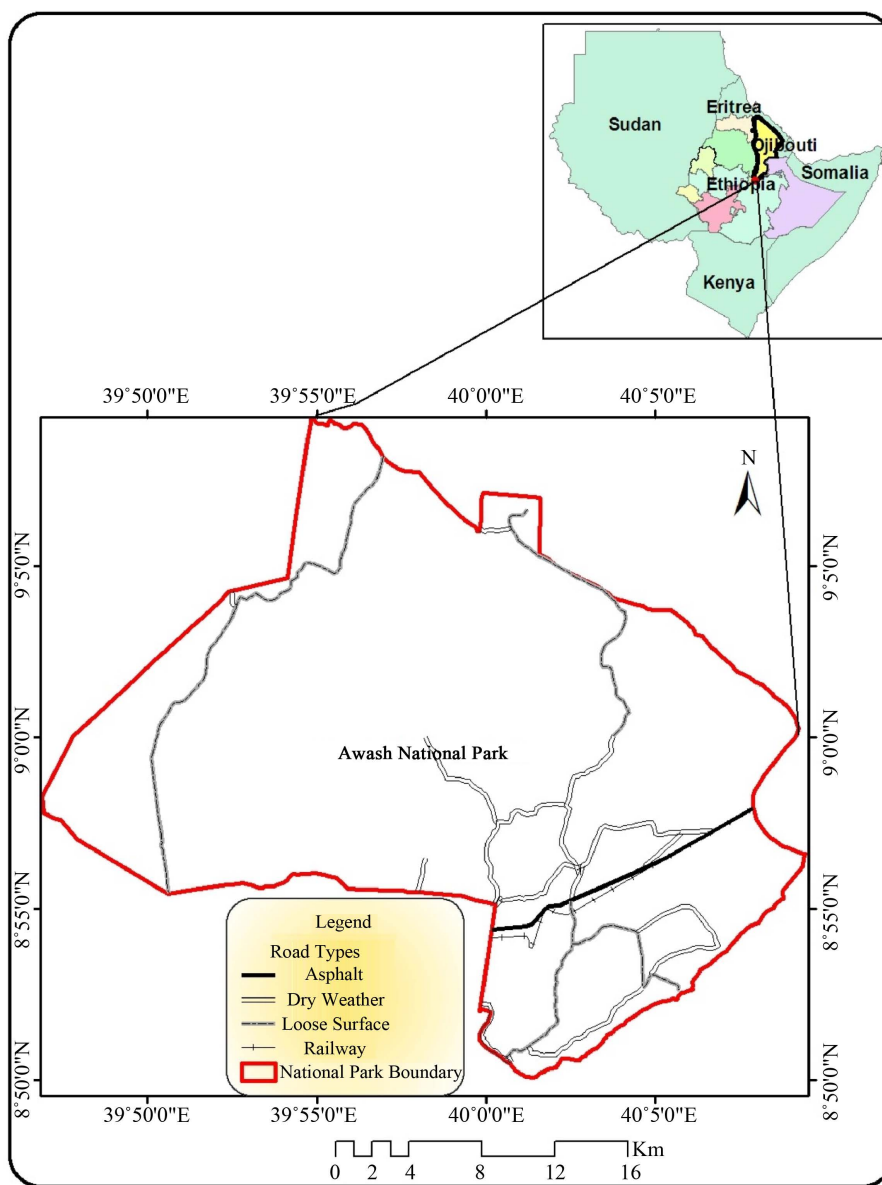 Eritrea
Sudan
Djibouti
Somalia
Ethiopia
Kenya
39°50'0"E 39°55'0"E 40°0'0"E 40°5'0"E
N
9°5'0"N 9°5'0"N
9°0'0"N 9°0'0"N
Awash National Park
8°55'0"N 8°55'0"N
Legend
Road Types
Asphalt
Dry Weather
Loose Surface
Railway
National Park Boundary
8°50'0"N 8°50'0"N
39°50'0"E 39°55'0"E 40°0'0"E 40°5'0"E
Km
0 2 4 8 12 16